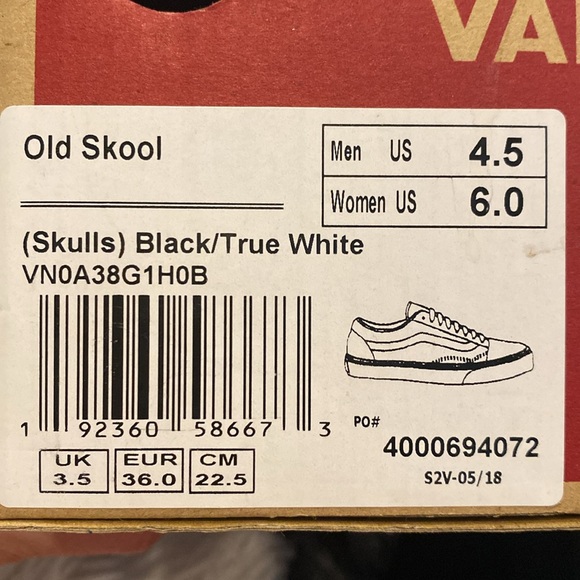 VA
Old Skool
Men US 4.5
Women US 6.0
(Skulls) Black/True White
VN0A38G1H0B
1 92360 58667 3
PO#
4000694072
S2V-05/18
UK EUR CM
3.5 36.0 22.5